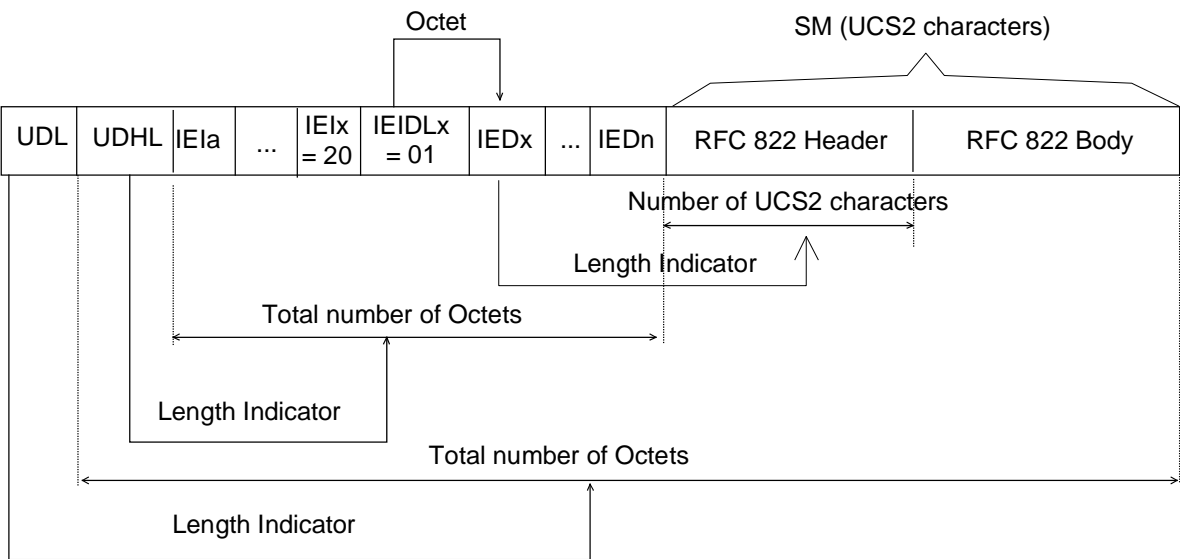 Octet
SM (UCS2 characters)
UDL UDHL IEIa ... IEIx = 20 IEIDLx = 01 IEDx ... IEDn RFC 822 Header RFC 822 Body
Number of UCS2 characters
Length Indicator
Total number of Octets
Length Indicator
Total number of Octets
Length Indicator